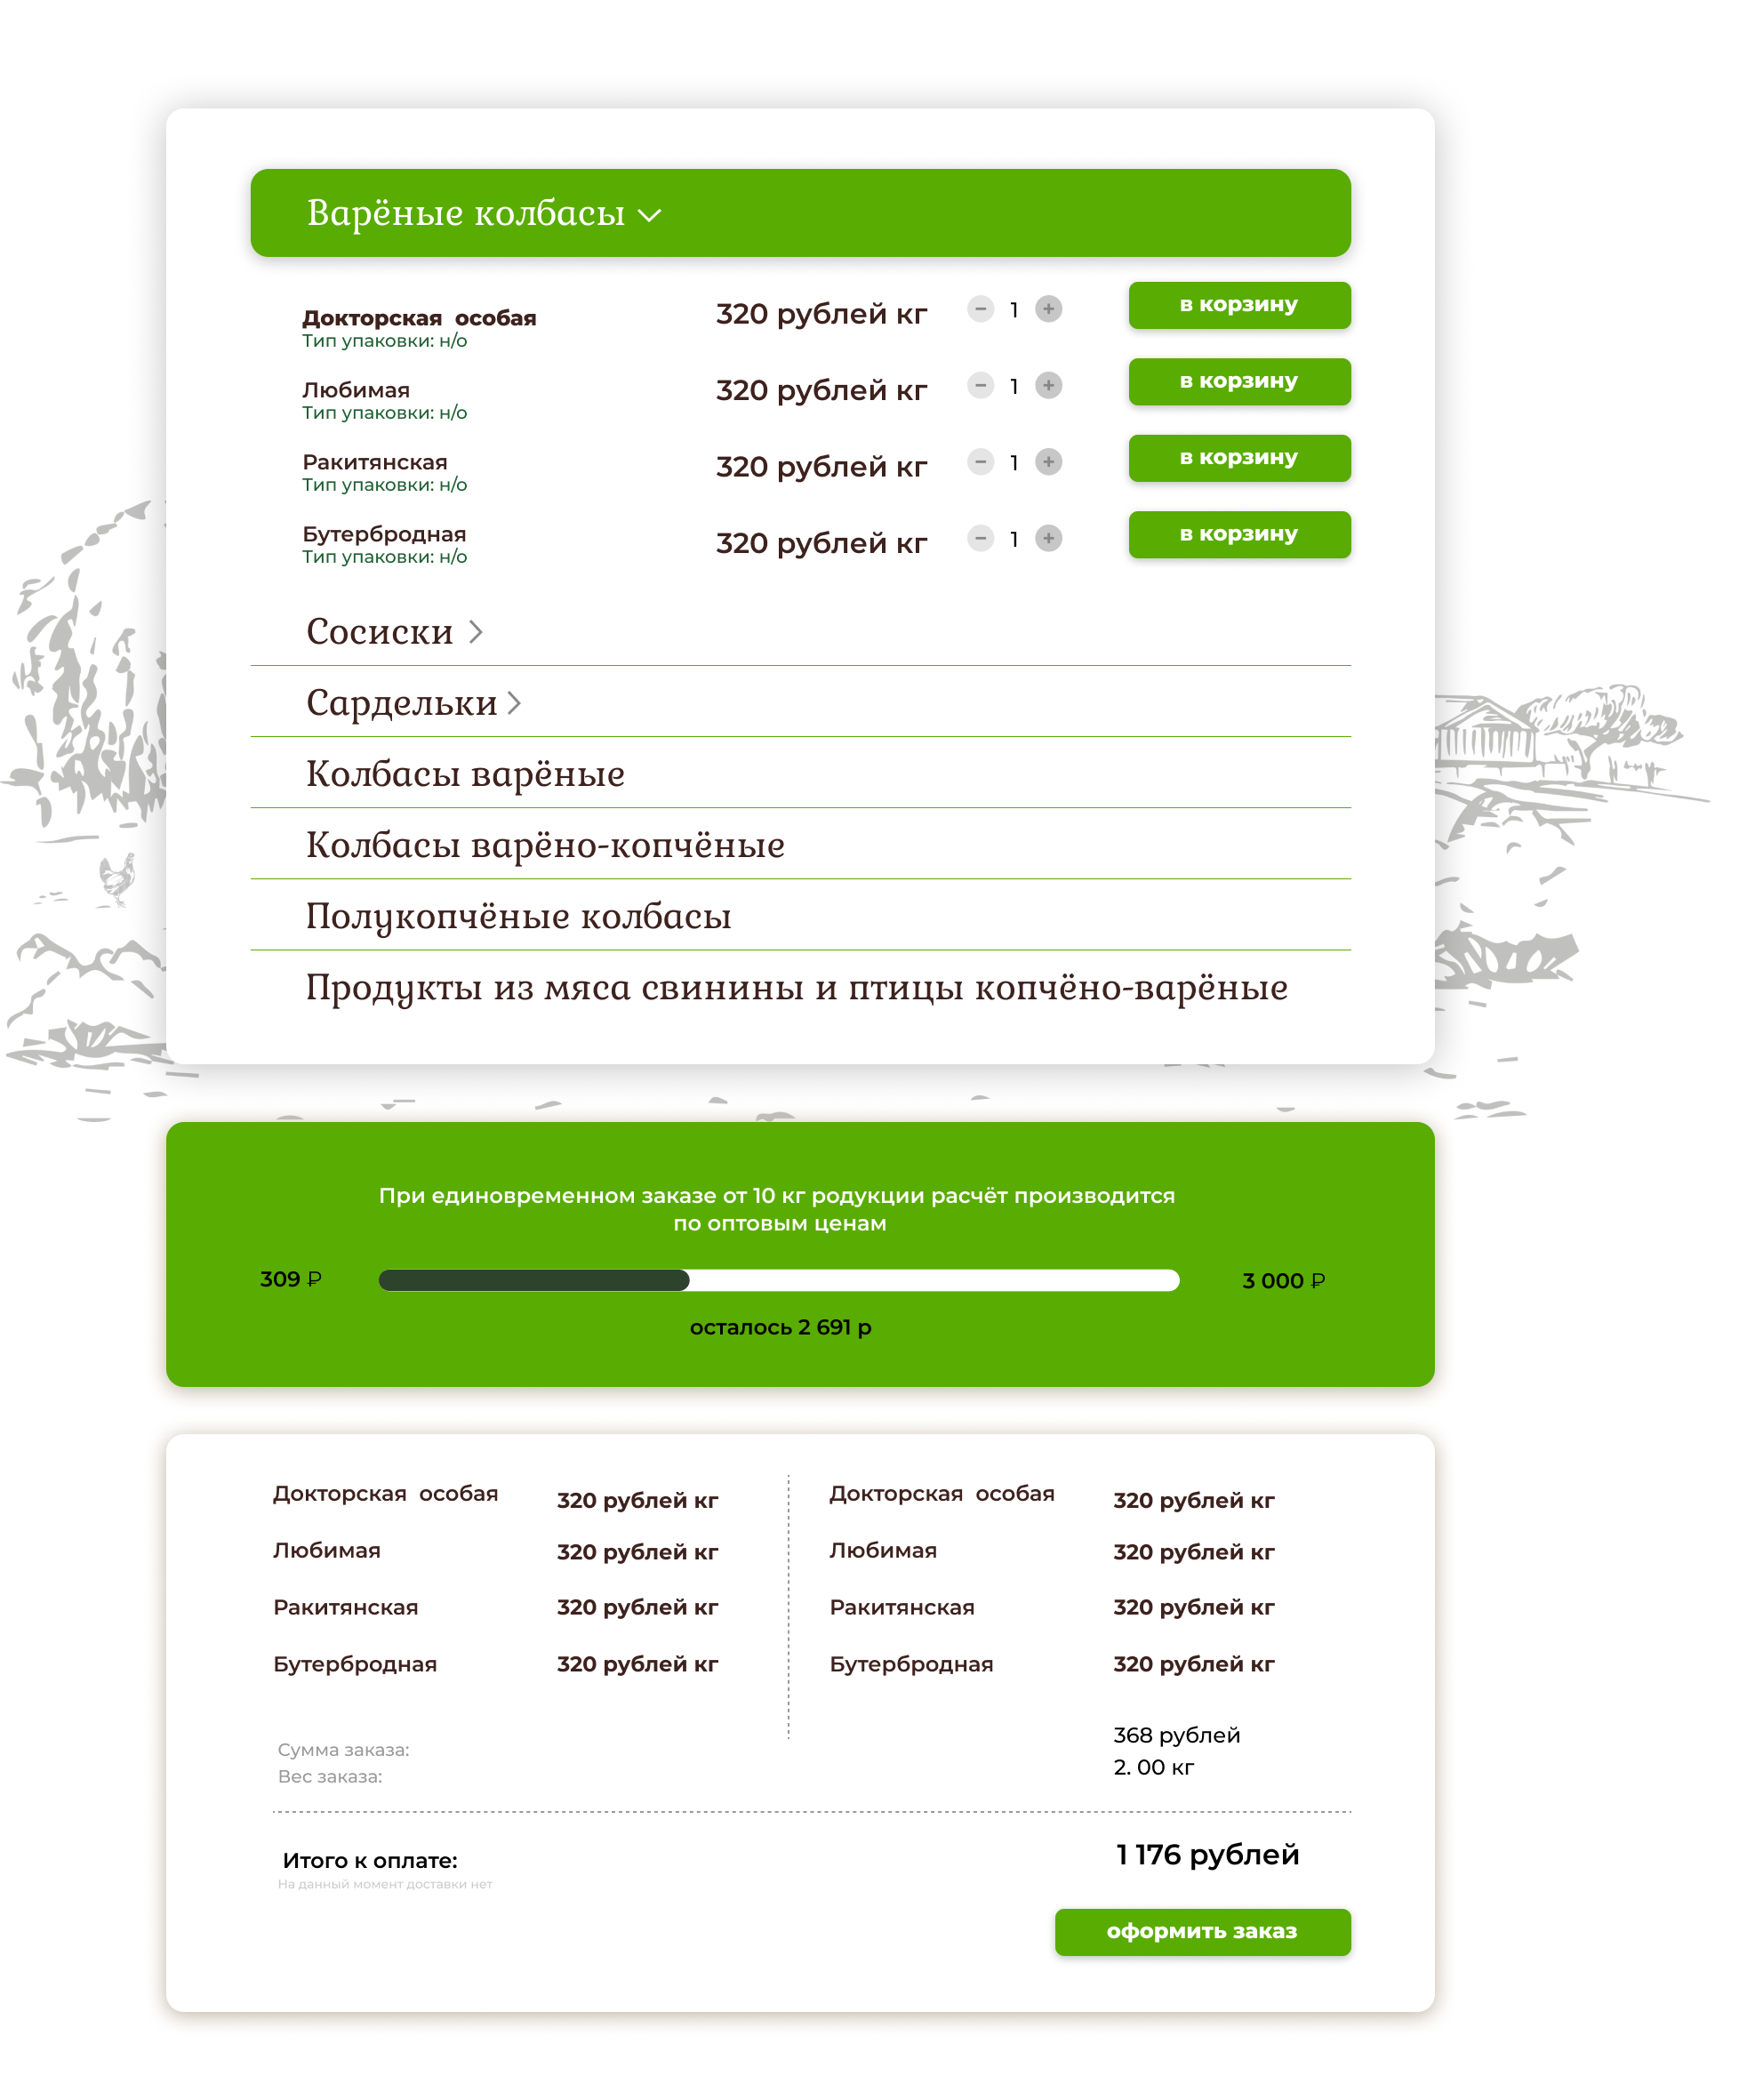 Варёные колбасы
Докторская особая 320 рублей кг 1 в корзину
Тип упаковки: н/о
Любимая 320 рублей кг 1 в корзину
Тип упаковки: н/о
Ракитянская 320 рублей кг 1 в корзину
Тип упаковки: н/о
Бутербродная 320 рублей кг 1 в корзину
Тип упаковки: н/о
Сосиски
Сардельки
Колбасы варёные
Колбасы варёно-копчёные
Полукопчёные колбасы
Продукты из мяса свинины и птицы копчёно-варёные
При единовременном заказе от 10 кг родукции расчёт производится
по оптовым ценам
309 ₽ 3 000 ₽
осталось 2 691 р
Докторская особая 320 рублей кг Докторская особая 320 рублей кг
Любимая 320 рублей кг Любимая 320 рублей кг
Ракитянская 320 рублей кг Ракитянская 320 рублей кг
Бутербродная 320 рублей кг Бутербродная 320 рублей кг
Сумма заказа: 368 рублей
Вес заказа: 2. 00 кг
Итого к оплате: 1 176 рублей
На данный момент доставки нет
оформить заказ